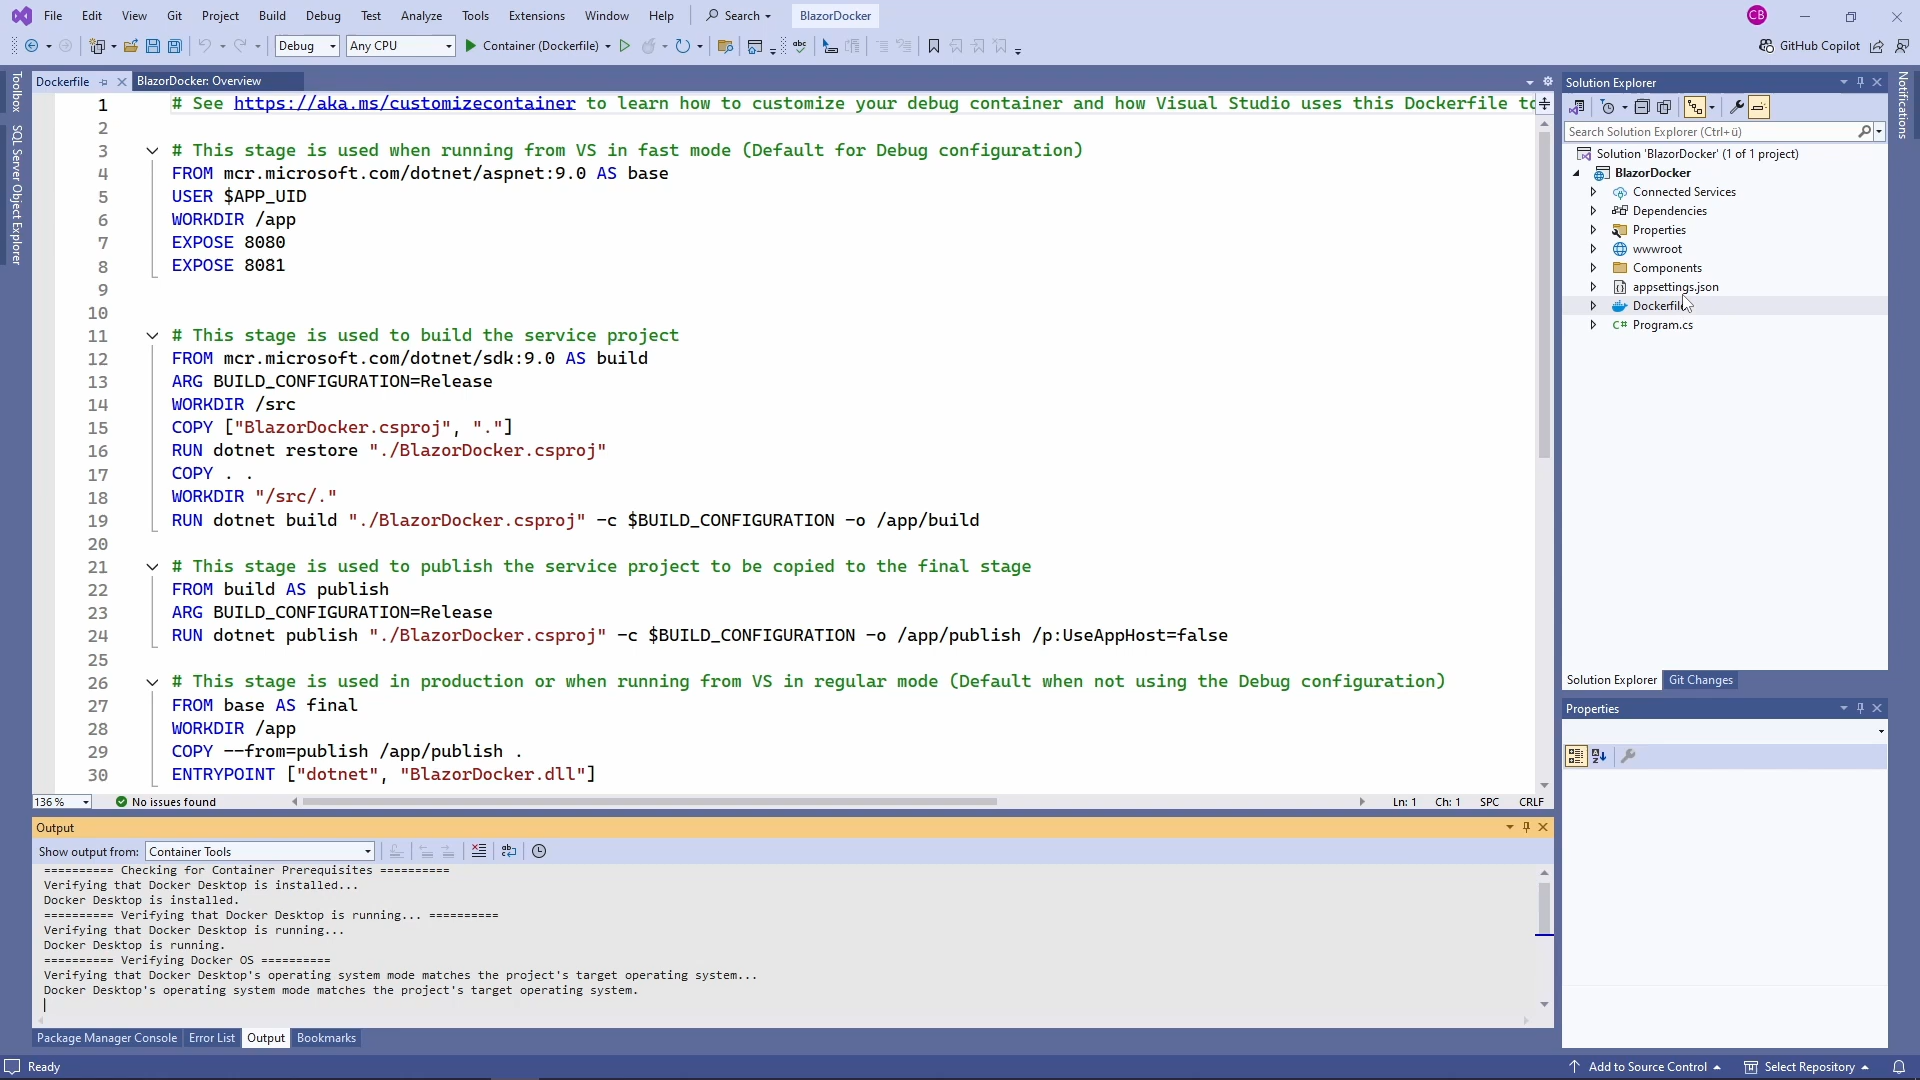 File Edit View Git Project Build Debug Test Analyze Tools Extensions Window Help Search BlazorDocker CB
Debug Any CPU Container (Dockerfile) GitHub Copilot
Toolbox
SQL Server Object Explorer
Notifications
Dockerfile BlazorDocker: Overview
1 # See https://aka.ms/customizecontainer to learn how to customize your debug container and how Visual Studio uses this Dockerfile to
2
3 # This stage is used when running from VS in fast mode (Default for Debug configuration)
4 FROM mcr.microsoft.com/dotnet/aspnet:9.0 AS base
5 USER $APP_UID
6 WORKDIR /app
7 EXPOSE 8080
8 EXPOSE 8081
9
10
11 # This stage is used to build the service project
12 FROM mcr.microsoft.com/dotnet/sdk:9.0 AS build
13 ARG BUILD_CONFIGURATION=Release
14 WORKDIR /src
15 COPY ["BlazorDocker.csproj", "."]
16 RUN dotnet restore "./BlazorDocker.csproj"
17 COPY . .
18 WORKDIR "/src/."
19 RUN dotnet build "./BlazorDocker.csproj" -c $BUILD_CONFIGURATION -o /app/build
20
21 # This stage is used to publish the service project to be copied to the final stage
22 FROM build AS publish
23 ARG BUILD_CONFIGURATION=Release
24 RUN dotnet publish "./BlazorDocker.csproj" -c $BUILD_CONFIGURATION -o /app/publish /p:UseAppHost=false
25
26 # This stage is used in production or when running from VS in regular mode (Default when not using the Debug configuration)
27 FROM base AS final
28 WORKDIR /app
29 COPY --from=publish /app/publish .
30 ENTRYPOINT ["dotnet", "BlazorDocker.dll"]
136 % No issues found Ln: 1 Ch: 1 SPC CRLF
Output
Show output from: Container Tools
========== Checking for Container Prerequisites ==========
Verifying that Docker Desktop is installed...
Docker Desktop is installed.
========== Verifying that Docker Desktop is running... ==========
Verifying that Docker Desktop is running...
Docker Desktop is running.
========== Verifying Docker OS ==========
Verifying that Docker Desktop's operating system mode matches the project's target operating system...
Docker Desktop's operating system mode matches the project's target operating system.
Package Manager Console Error List Output Bookmarks
Solution Explorer
Search Solution Explorer (Ctrl+ü)
Solution 'BlazorDocker' (1 of 1 project)
BlazorDocker
Connected Services
Dependencies
Properties
wwwroot
Components
appsettings.json
Dockerfile
C# Program.cs
Solution Explorer Git Changes
Properties
Ready Add to Source Control Select Repository